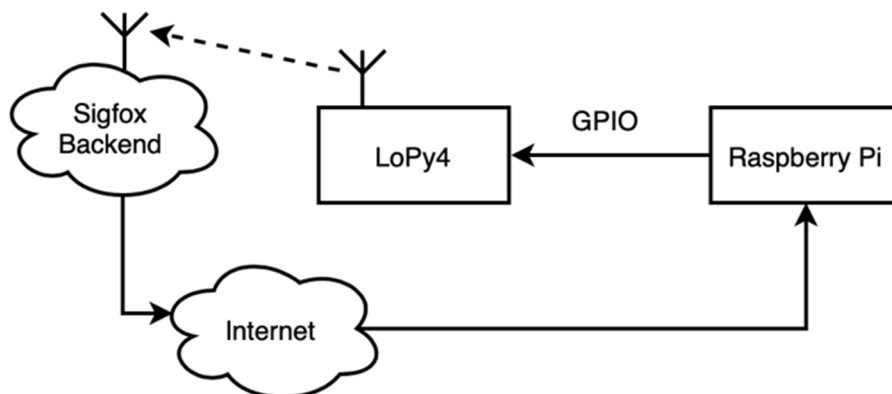 Sigfox
Backend
LoPy4
GPIO
Raspberry Pi
Internet